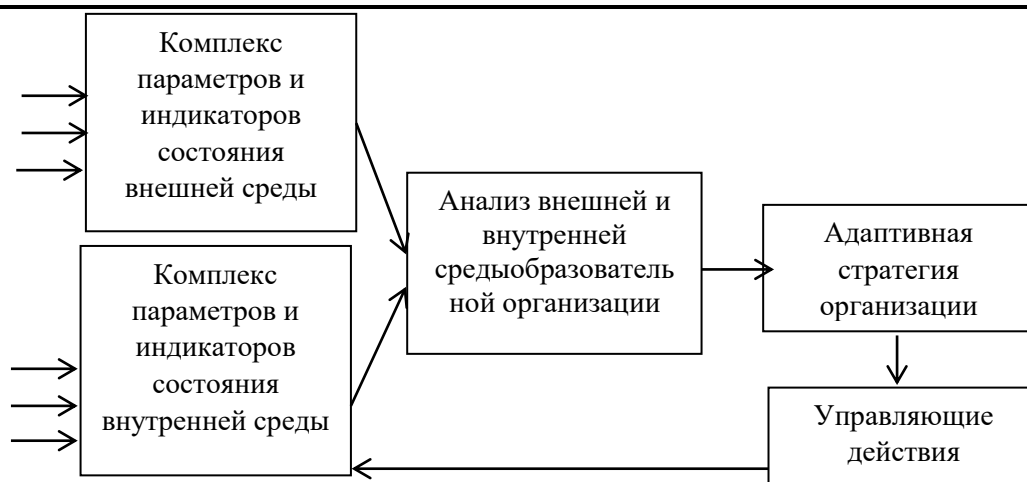 Комплекс
параметров и
индикаторов
состояния
внешней среды
Комплекс
параметров и
индикаторов
состояния
внутренней среды
Анализ внешней и
внутренней
средыобразователь
ной организации
Адаптивная
стратегия
организации
Управляющие
действия